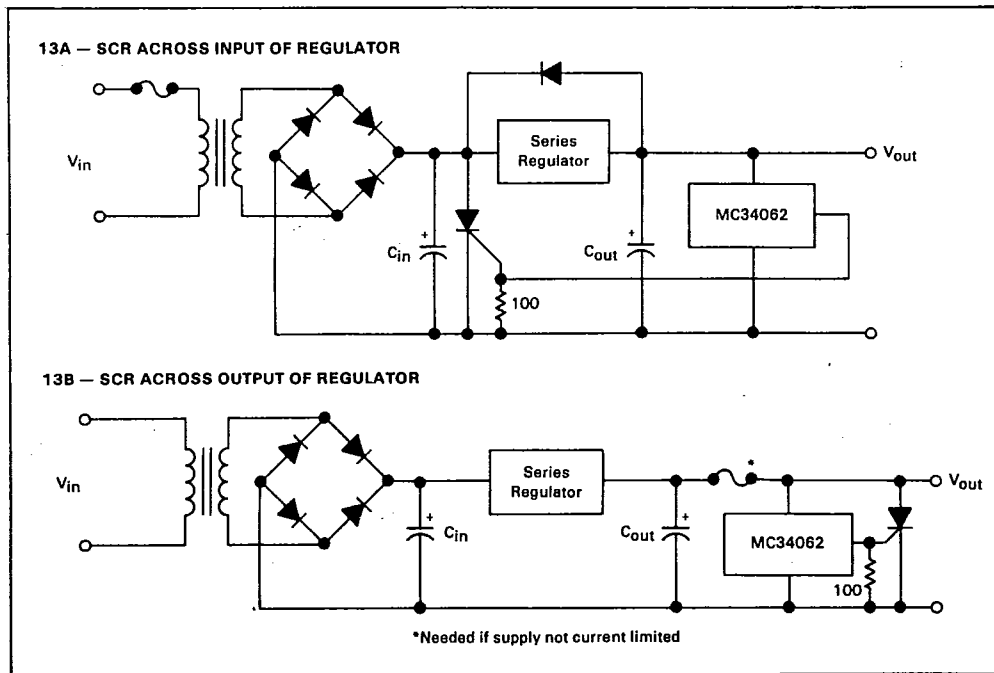 13A — SCR ACROSS INPUT OF REGULATOR
Vin
Cin
+
100
Series
Regulator
Cout
+
MC34062
Vout
13B — SCR ACROSS OUTPUT OF REGULATOR
Vin
Cin
+
Series
Regulator
Cout
+
*
MC34062
100
Vout
*Needed if supply not current limited